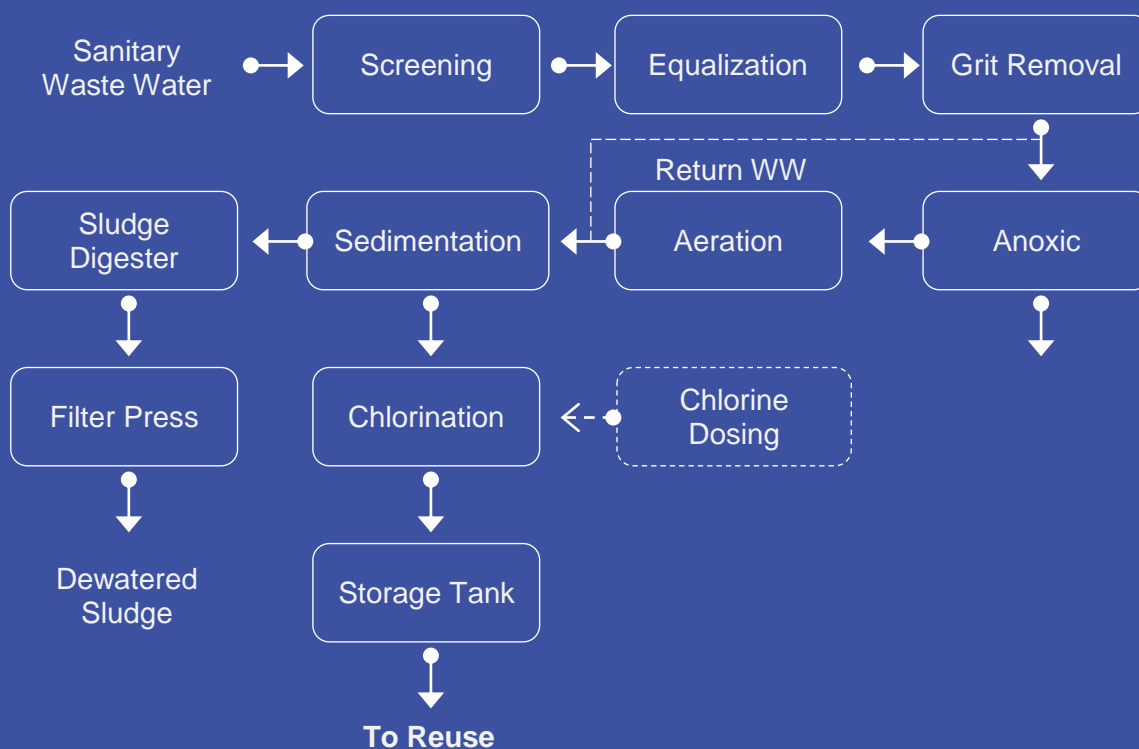 Sanitary
Waste Water
Screening
Equalization
Grit Removal
Return WW
Sludge
Digester
Sedimentation
Aeration
Anoxic
Filter Press
Chlorination
Chlorine
Dosing
Dewatered
Sludge
Storage Tank
To Reuse